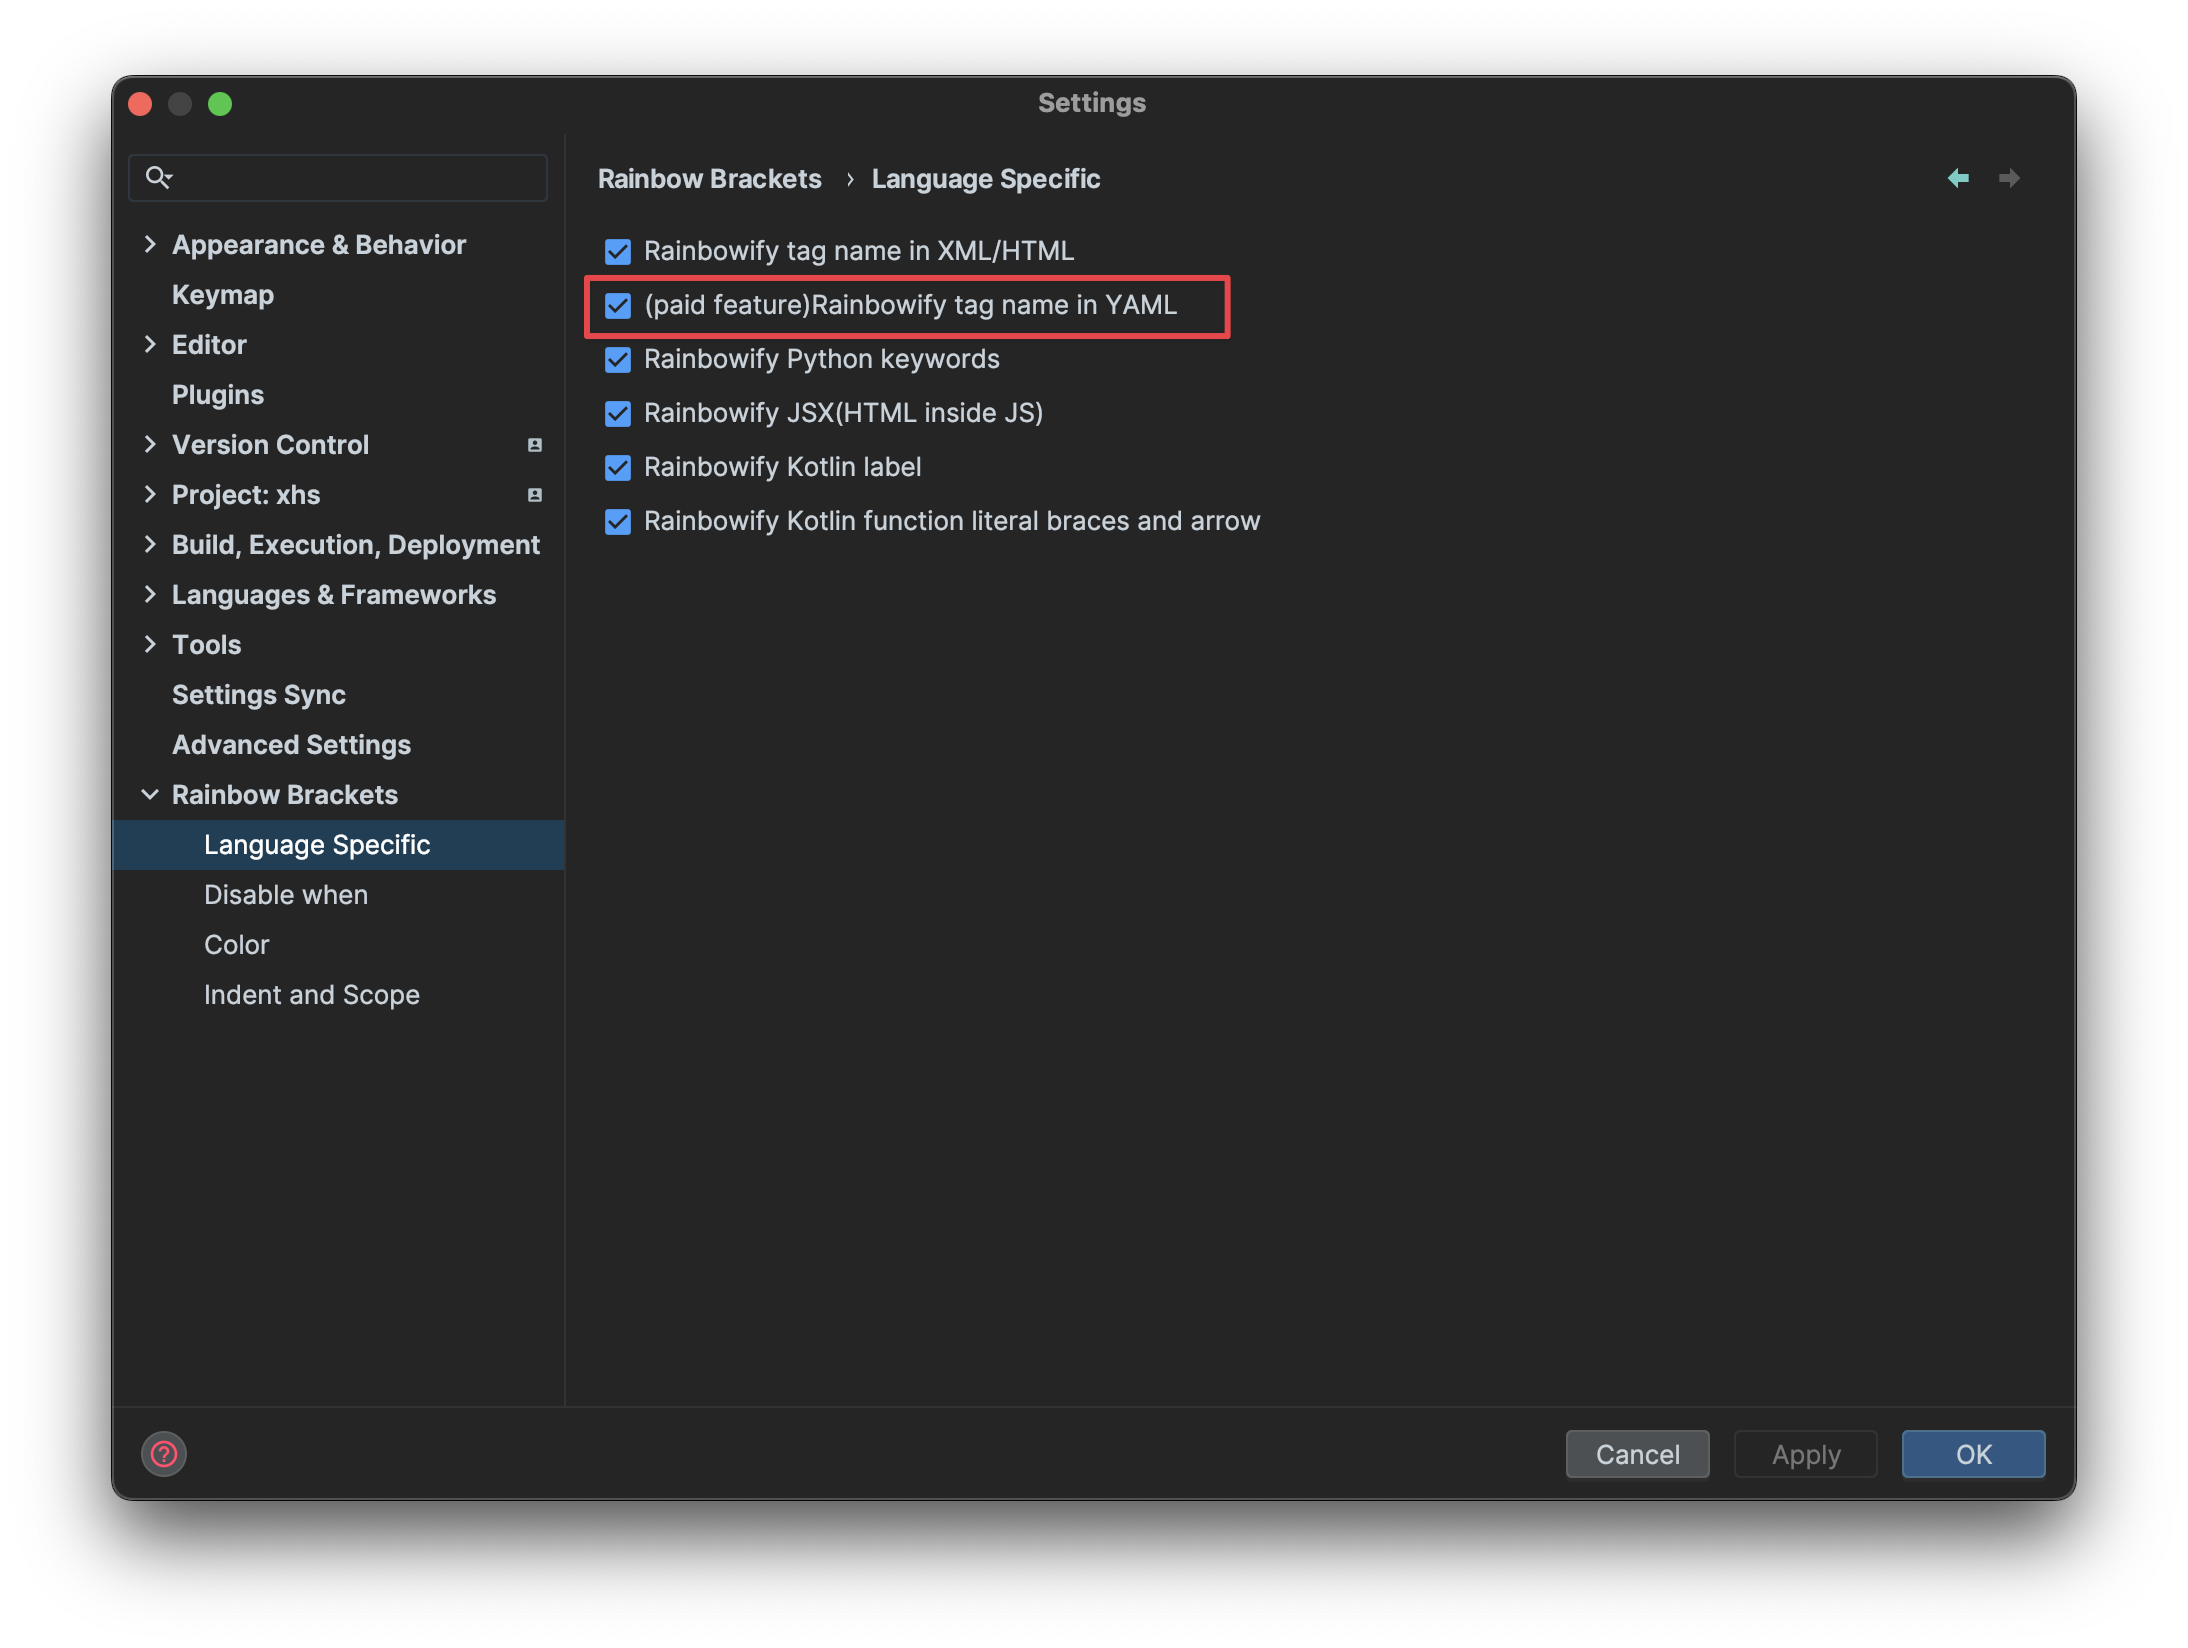 Settings
Appearance & Behavior
Keymap
Editor
Plugins
Version Control
Project: xhs
Build, Execution, Deployment
Languages & Frameworks
Tools
Settings Sync
Advanced Settings
Rainbow Brackets
Language Specific
Disable when
Color
Indent and Scope
Rainbow Brackets › Language Specific
Rainbowify tag name in XML/HTML
(paid feature)Rainbowify tag name in YAML
Rainbowify Python keywords
Rainbowify JSX(HTML inside JS)
Rainbowify Kotlin label
Rainbowify Kotlin function literal braces and arrow
?
Cancel
Apply
OK